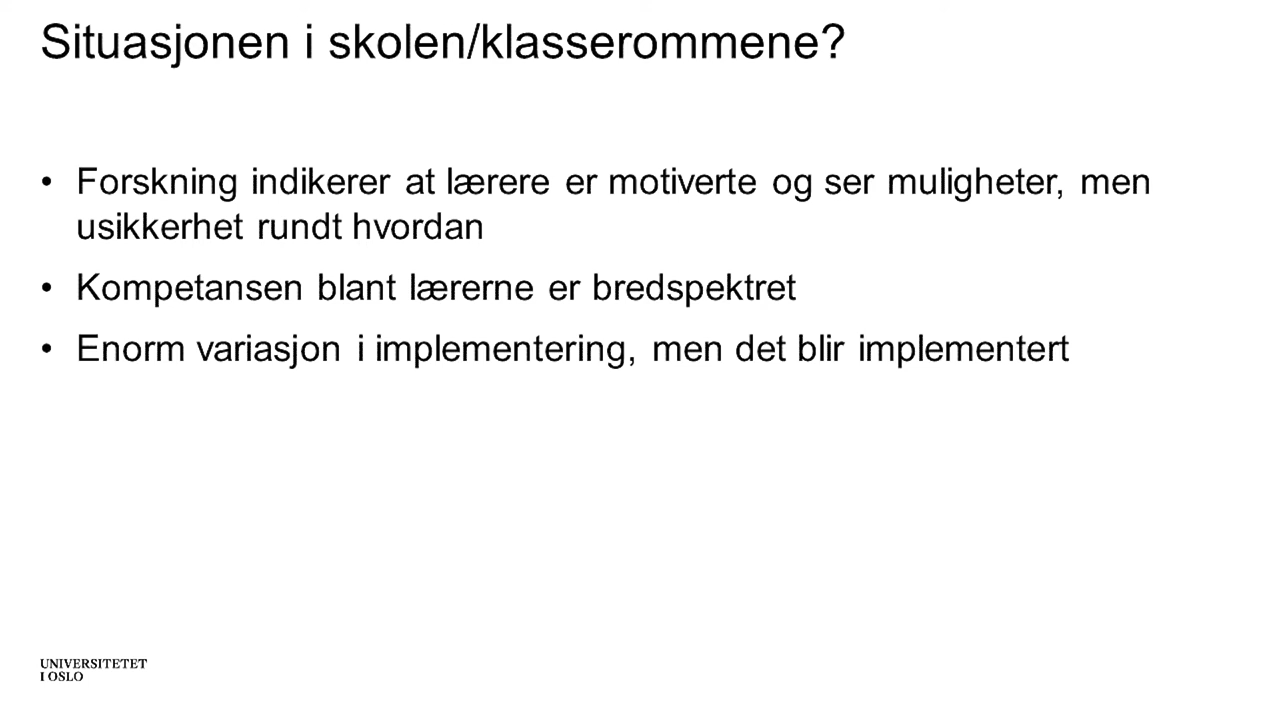 Situasjonen i skolen/klasserommene?
• Forskning indikerer at lærere er motiverte og ser muligheter, men
usikkerhet rundt hvordan
• Kompetansen blant lærerne er bredspektret
• Enorm variasjon i implementering, men det blir implementert
UNIVERSITETET
I OSLO